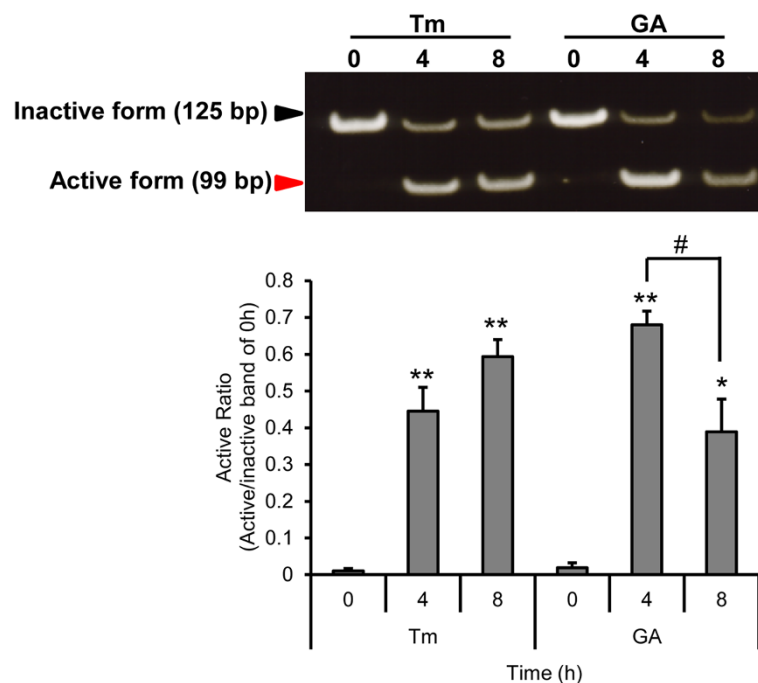 Tm GA
0 4 8 0 4 8
Inactive form (125 bp)
Active form (99 bp)
#
0.8
0.7
0.6
0.5
0.4
0.3
0.2
0.1
0
Active Ratio
(Active/inactive band of 0h)
** ** ** *
0 4 8 0 4 8
Tm GA
Time (h)